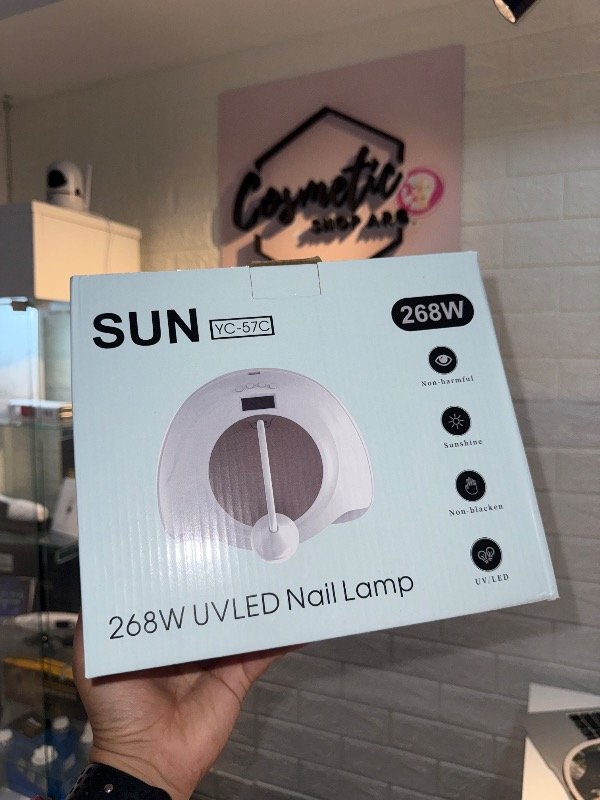 Cosmetic
SHOP ARG.
SUN YC-57C
268W
Non-harmful
Sunshine
Non-blacken
UV/LED
268W UVLED Nail Lamp